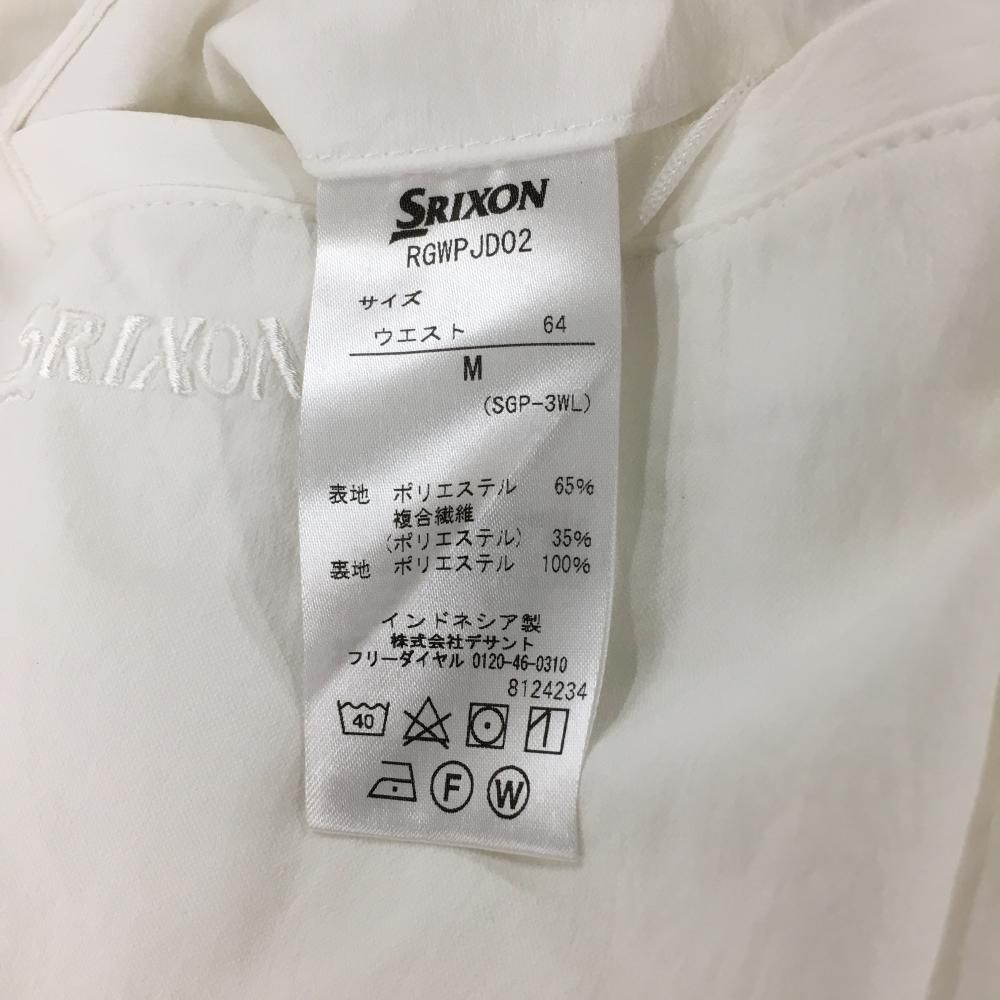 SRIXON
RGWPJD02
サイズ
ウエスト 64
M
(SGP-3WL)
SRIXON
表地 ポリエステル 65%
複合繊維
(ポリエステル) 35%
裏地 ポリエステル 100%
インドネシア製
株式会社デサント
フリーダイヤル 0120-46-0310
8124234
40
F W